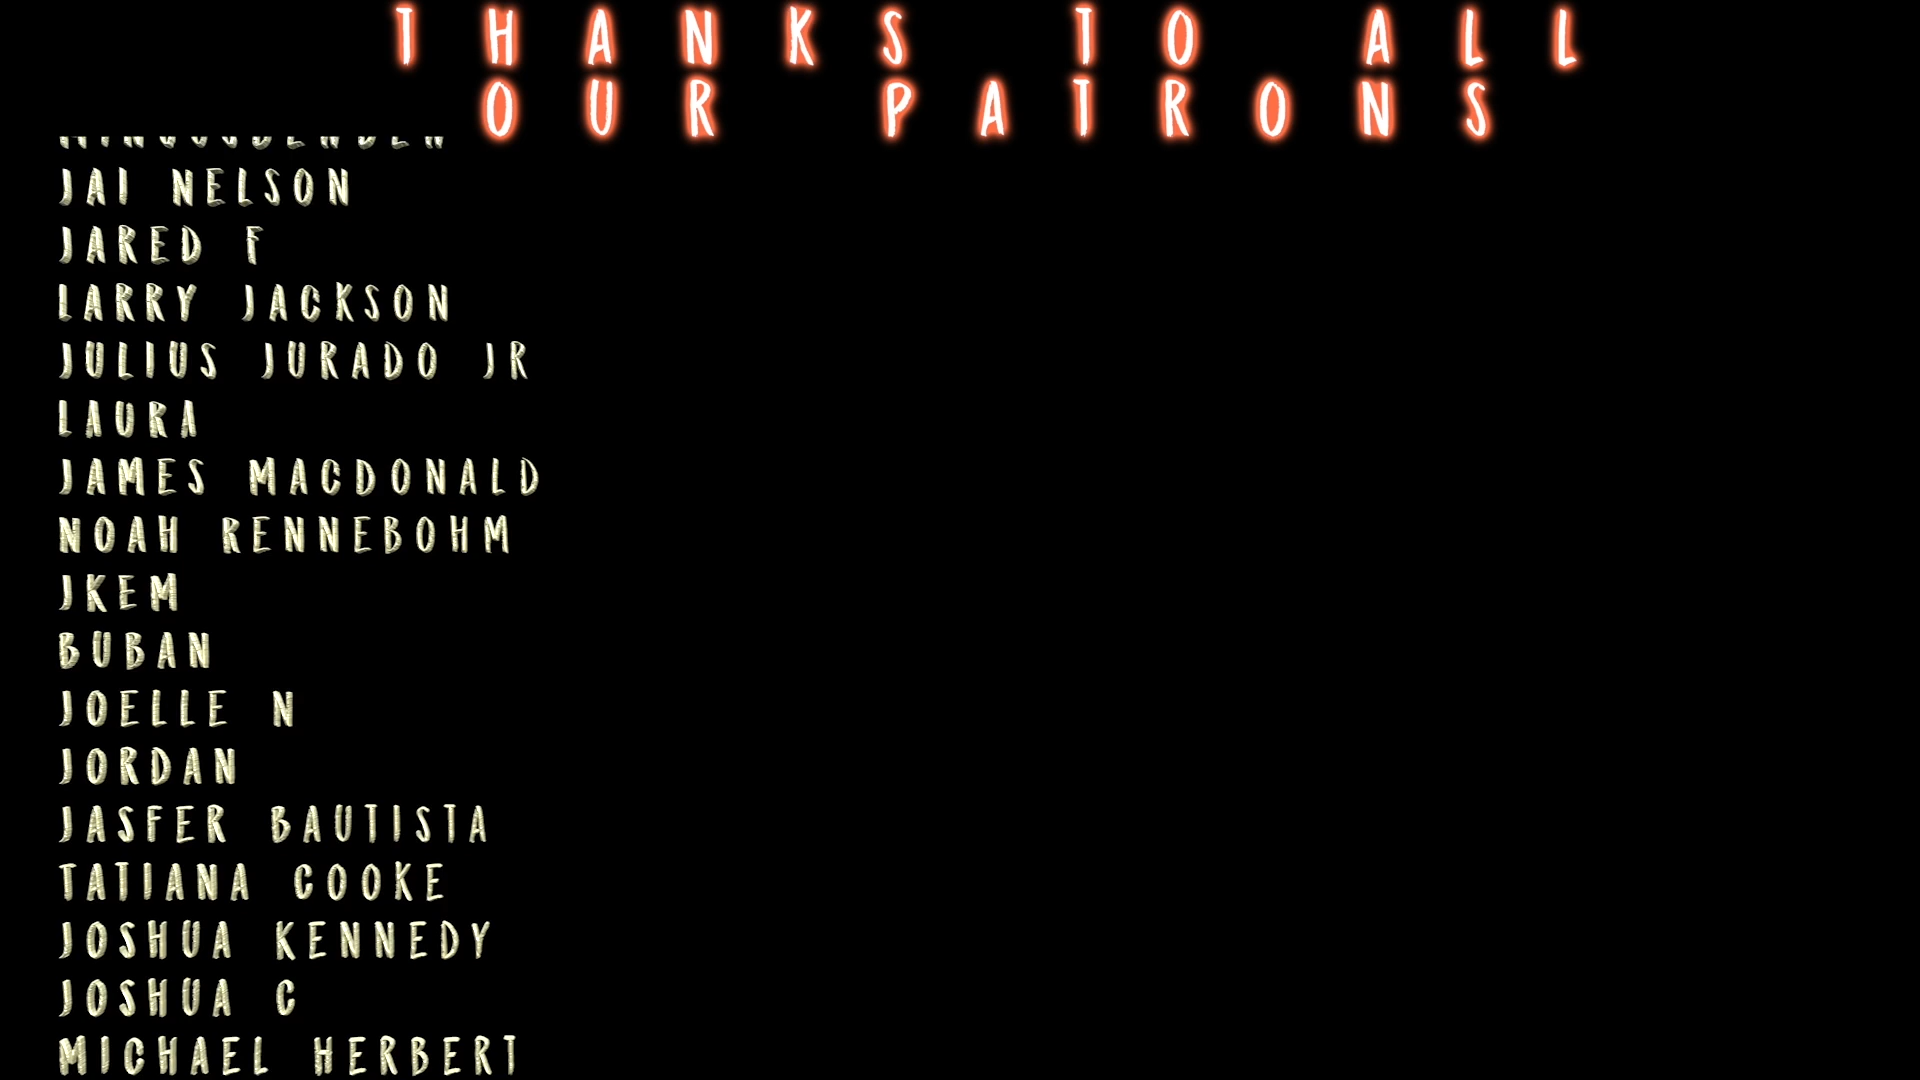 THANKS TO ALL
OUR PATRONS
JAI NELSON
JARED F
LARRY JACKSON
JULIUS JURADO JR
LAURA
JAMES MACDONALD
NOAH RENNEBOHM
JKEM
BUBAN
JOELLE N
JORDAN
JASFER BAUTISTA
TATIANA COOKE
JOSHUA KENNEDY
JOSHUA C
MICHAEL HERBERT